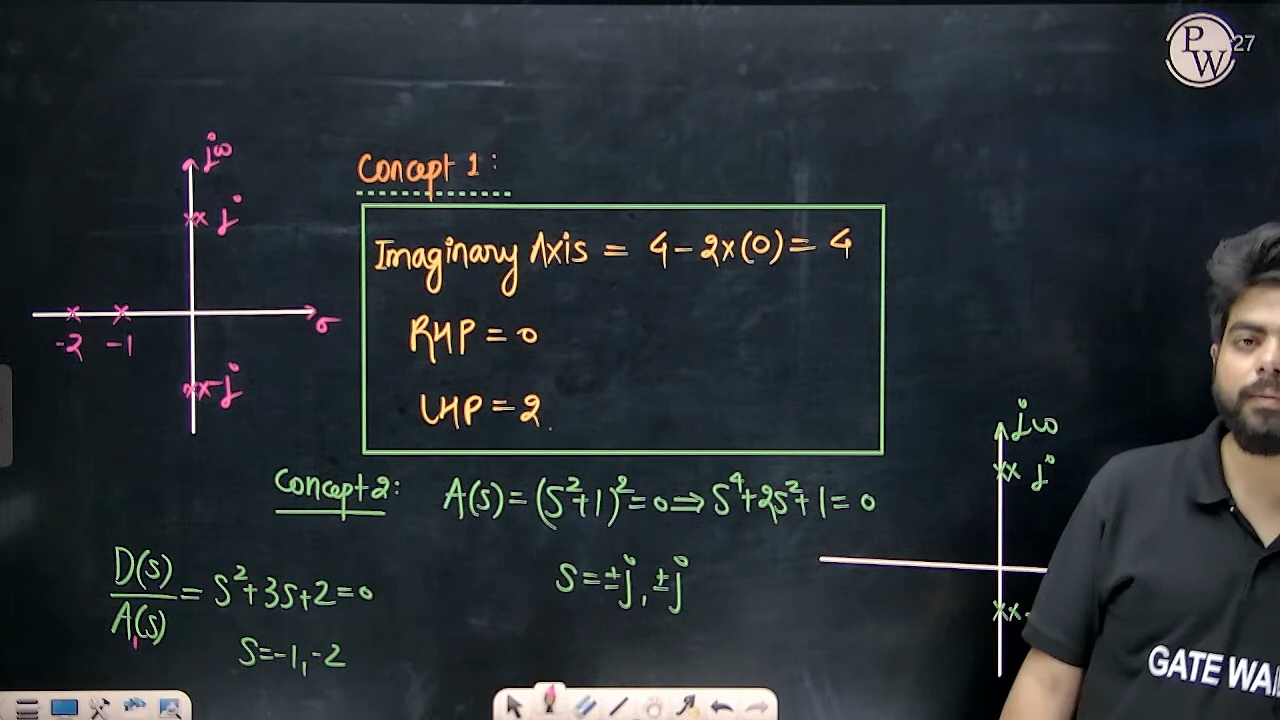 PW
27
jω
Concept 1:
×× j
Imaginary Axis = 4-2×(0) = 4
σ
-2 -1
RHP = 0
××-j
LHP = 2
jω
×× j
Concept 2: A(s) = (s²+1)² = 0 ⇒ s⁴+2s²+1 = 0
D(s)/A(s) = s²+3s+2 = 0
s = ±j, ±j
××-
s = -1, -2
GATE WA